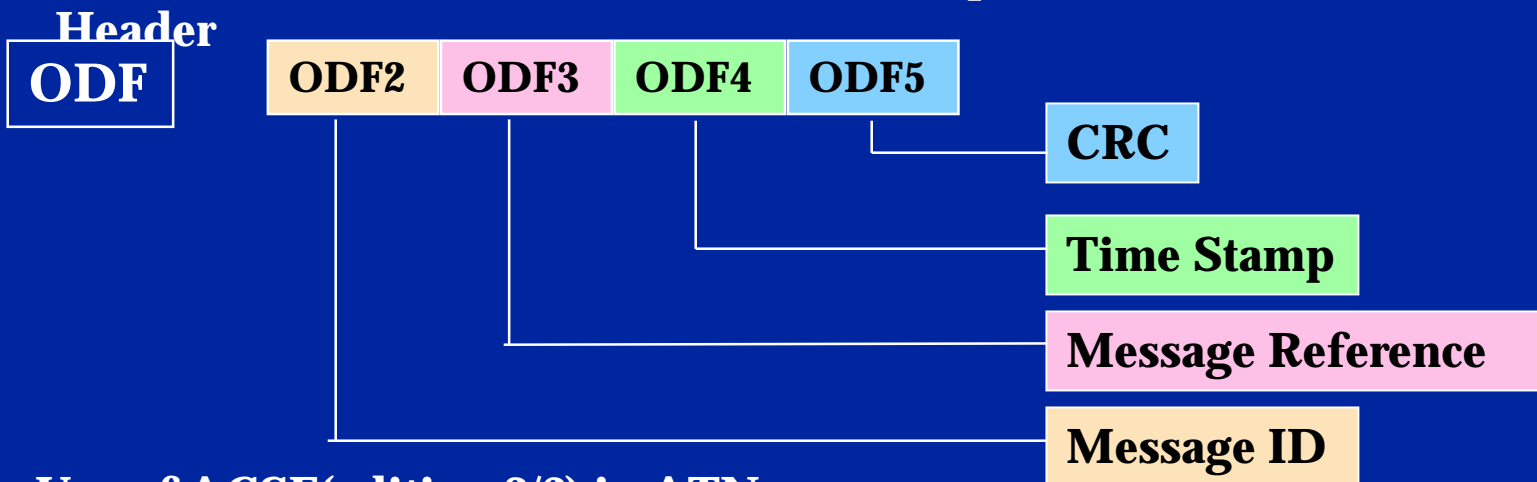 Header
ODF
ODF2 ODF3 ODF4 ODF5
CRC
Time Stamp
Message Reference
Message ID